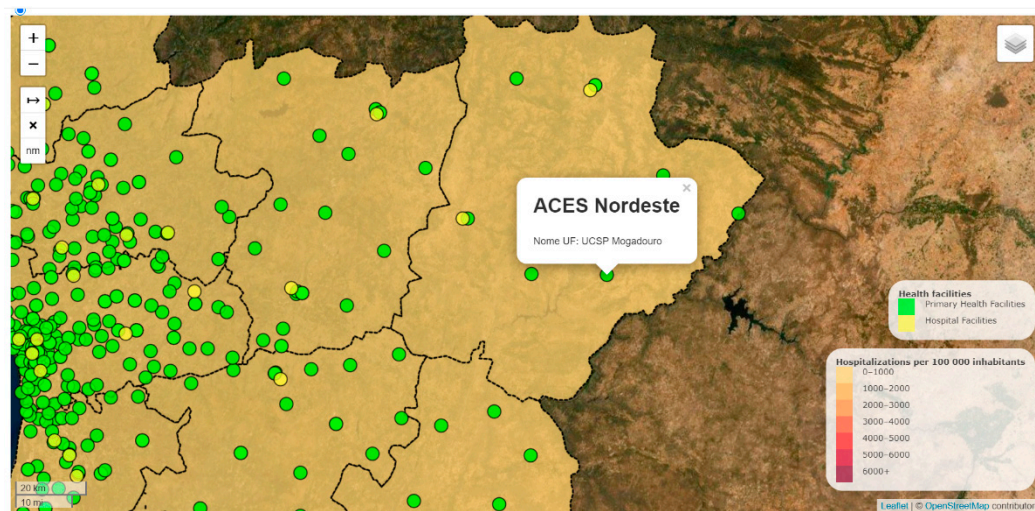 +
−
↦
×
nm
×
ACES Nordeste
Nome UF: UCSP Mogadouro
Health facilities
Primary Health Facilities
Hospital Facilities
Hospitalizations per 100 000 inhabitants
0–1000
1000–2000
2000–3000
3000–4000
4000–5000
5000–6000
6000+
20 km
10 mi
Leaflet | © OpenStreetMap contributor